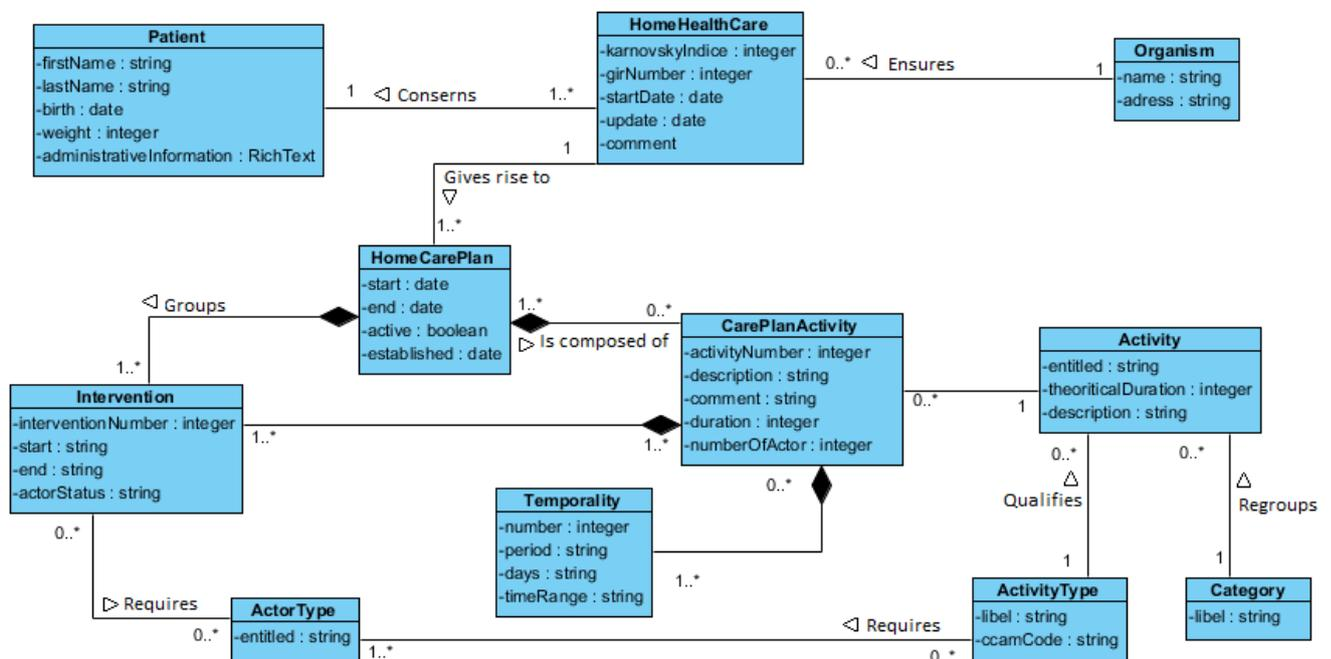 Patient
-firstName : string
-lastName : string
-birth : date
-weight : integer
-administrativeInformation : RichText
1
Conserns
1..*
HomeHealthCare
-karnovskyIndice : integer
-girNumber : integer
-startDate : date
-update : date
-comment
0..*
Ensures
1
Organism
-name : string
-adress : string
1
Gives rise to
1..*
HomeCarePlan
-start : date
-end : date
-active : boolean
-established : date
Groups
1..*
1..*
0..*
Is composed of
CarePlanActivity
-activityNumber : integer
-description : string
-comment : string
-duration : integer
-numberOfActor : integer
0..*
1
Activity
-entitled : string
-theoriticalDuration : integer
-description : string
Intervention
-interventionNumber : integer
-start : string
-end : string
-actorStatus : string
1..*
1..*
0..*
Temporality
-number : integer
-period : string
-days : string
-timeRange : string
1..*
0..*
Qualifies
1
0..*
Regroups
1
0..*
Requires
0..*
ActorType
-entitled : string
1..*
Requires
0..*
ActivityType
-libel : string
-ccamCode : string
Category
-libel : string